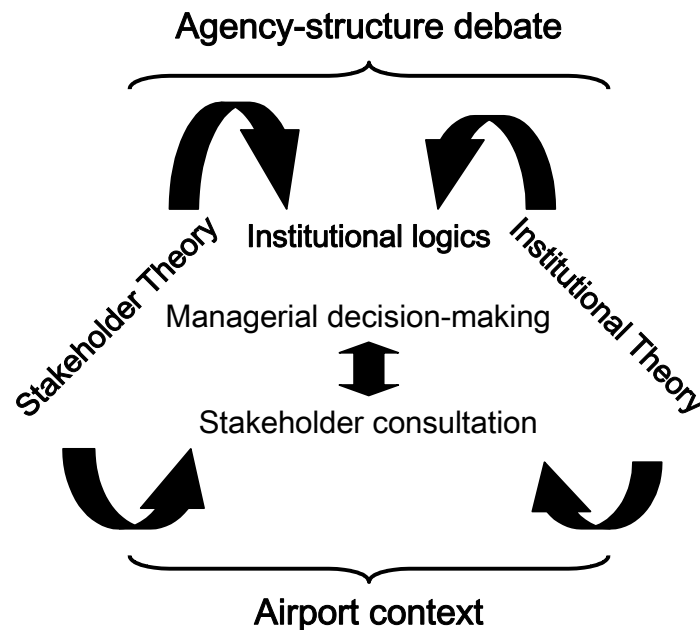 Agency-structure debate
Institutional logics
Stakeholder Theory
Institutional Theory
Managerial decision-making
Stakeholder consultation
Airport context